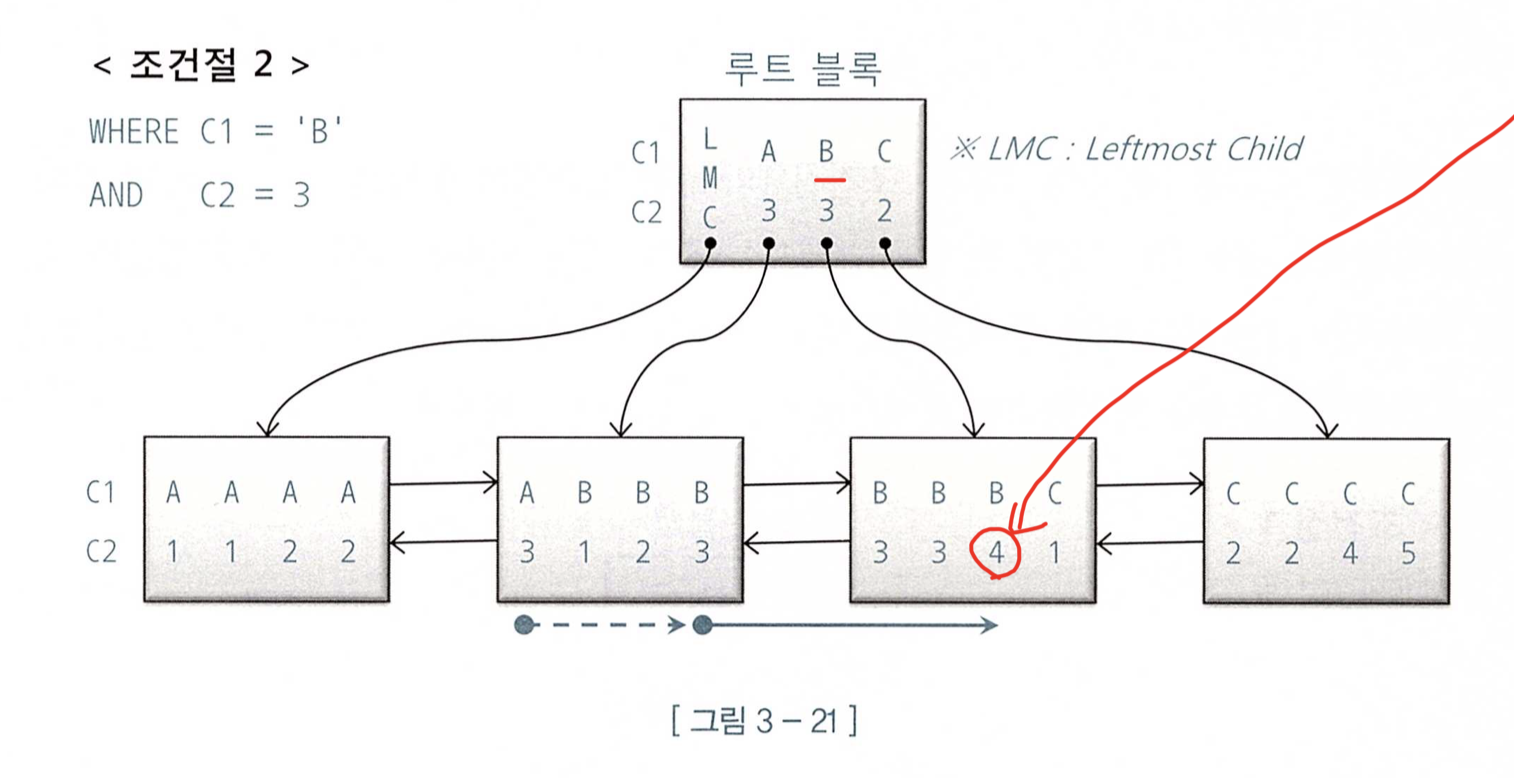 < 조건절 2 >
WHERE C1 = 'B'
AND C2 = 3
루트 블록
C1 L M C A B C
C2 3 3 2
※ LMC : Leftmost Child
C1 A A A A A B B B B B B C C C C C
C2 1 1 2 2 3 1 2 3 3 3 4 1 2 2 4 5
[ 그림 3 – 21 ]